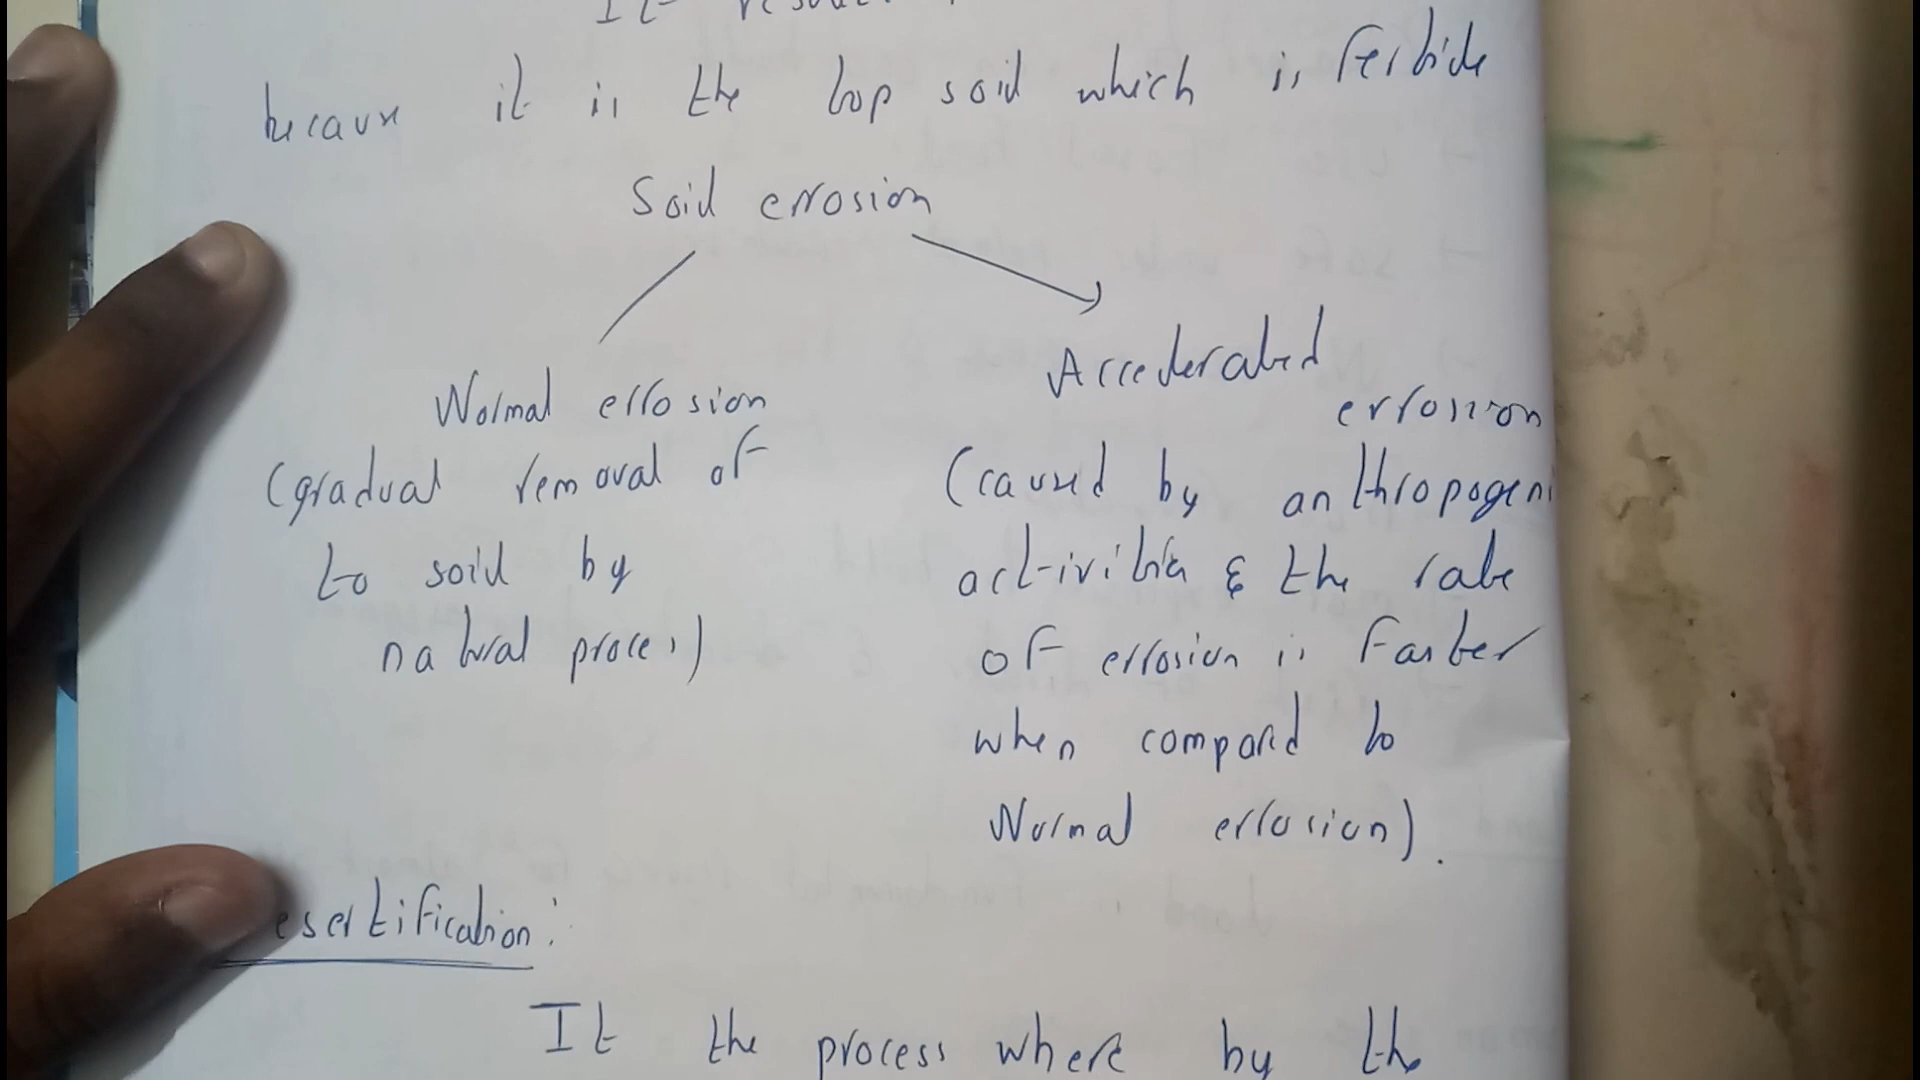 because it is the top soil which is fertile
Soil errosion
Normal errosion
(gradual removal of
to soil by
natural process)
Accelerated
errosion
(caused by anthropogeni
activities & the rate
of errosion is faster
when compared to
Normal errosion).
esertification:
It the process where by the